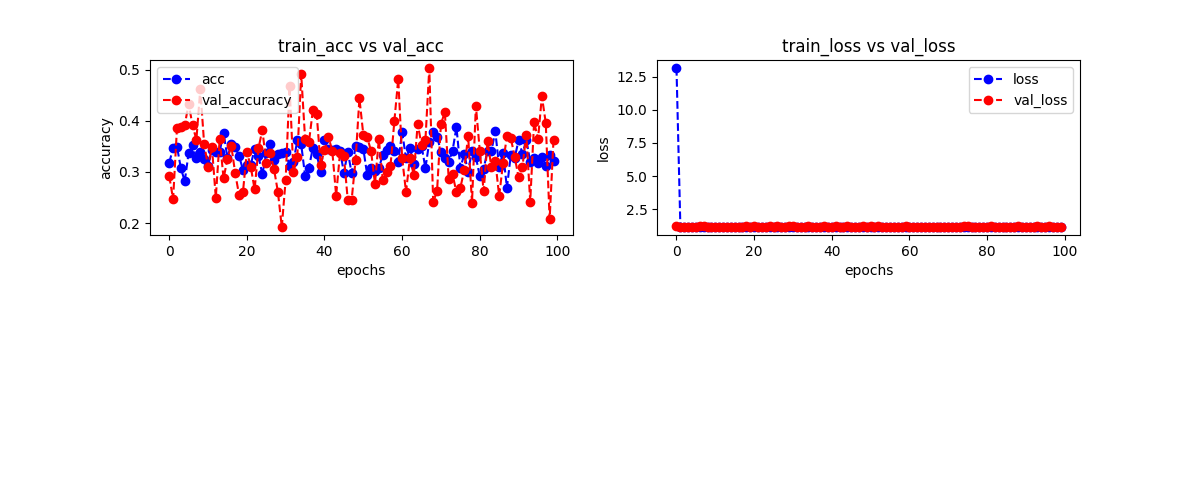 train_acc vs val_acc
accuracy
0.5
0.4
0.3
0.2
acc
val_accuracy
0 20 40 60 80 100
epochs
train_loss vs val_loss
loss
12.5
10.0
7.5
5.0
2.5
loss
val_loss
0 20 40 60 80 100
epochs